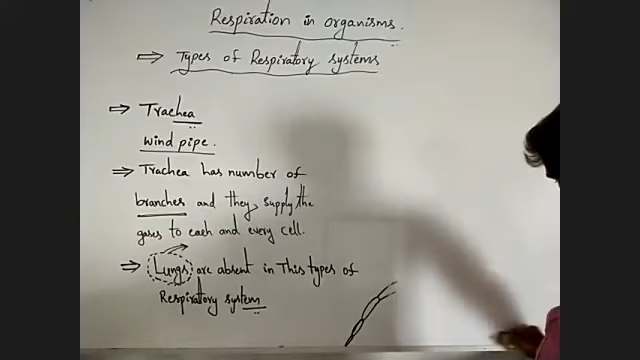 Respiration in organisms.
⇒ Types of Respiratory systems
⇒ Trachea
wind pipe.
⇒ Trachea has number of
branches and they supply the
gases to each and every cell.
⇒ Lungs are absent in This types of
Respiratory system